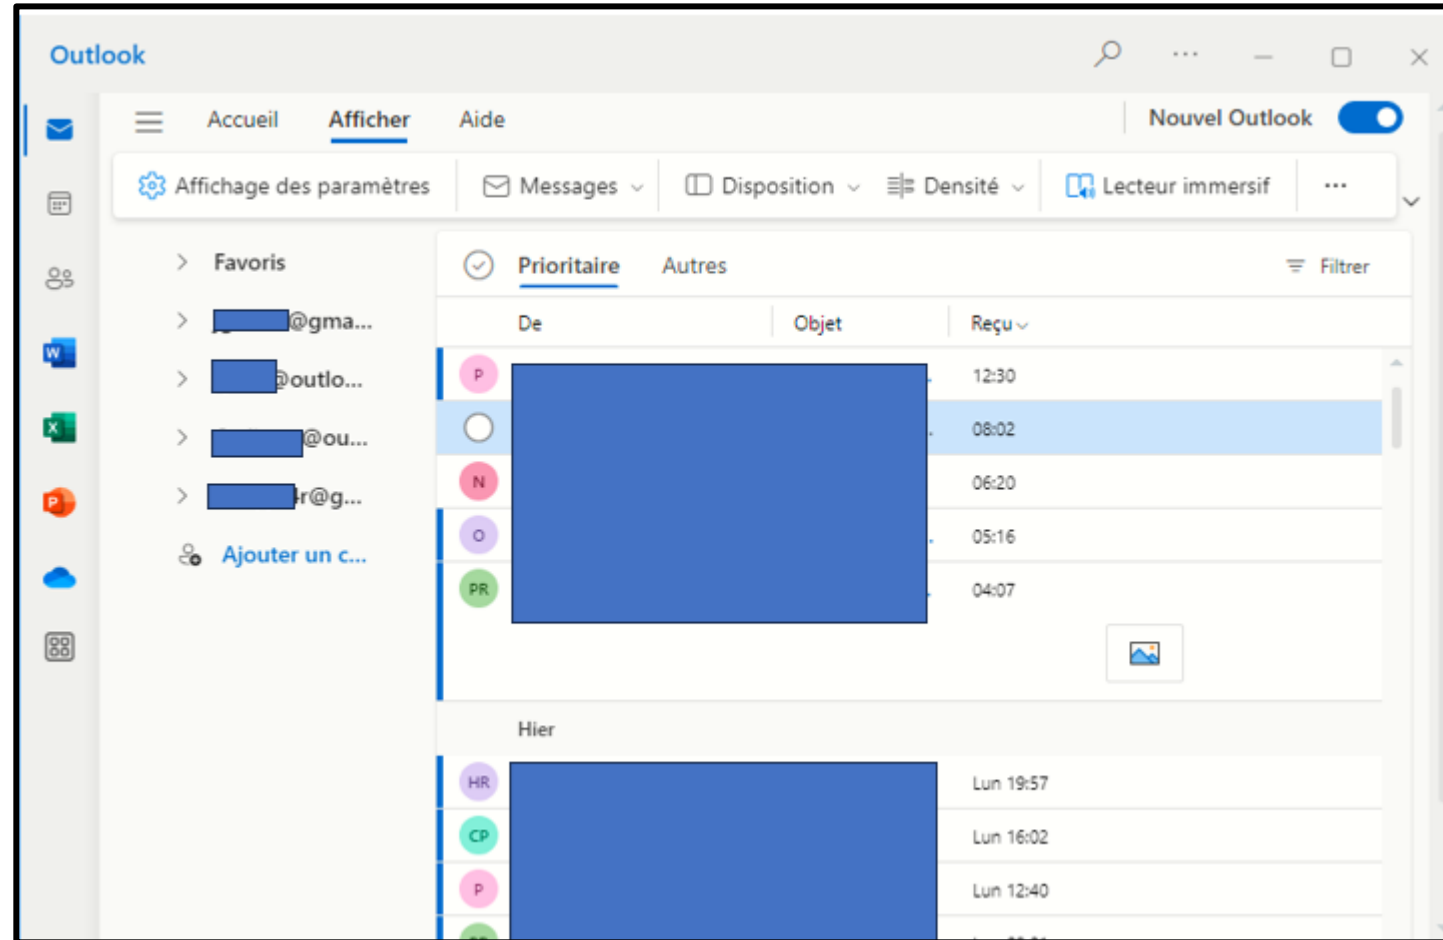 Outlook
Accueil Afficher Aide Nouvel Outlook
Affichage des paramètres Messages Disposition Densité Lecteur immersif ...
Favoris
@gma...
@outlo...
@ou...
r@g...
Ajouter un c...
Prioritaire Autres Filtrer
De Objet Reçu
P 12:30
08:02
N 06:20
O 05:16
PR 04:07
Hier
HR Lun 19:57
CP Lun 16:02
P Lun 12:40